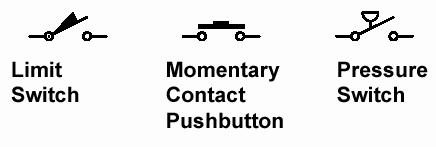 Limit
Switch
Momentary
Contact
Pushbutton
Pressure
Switch